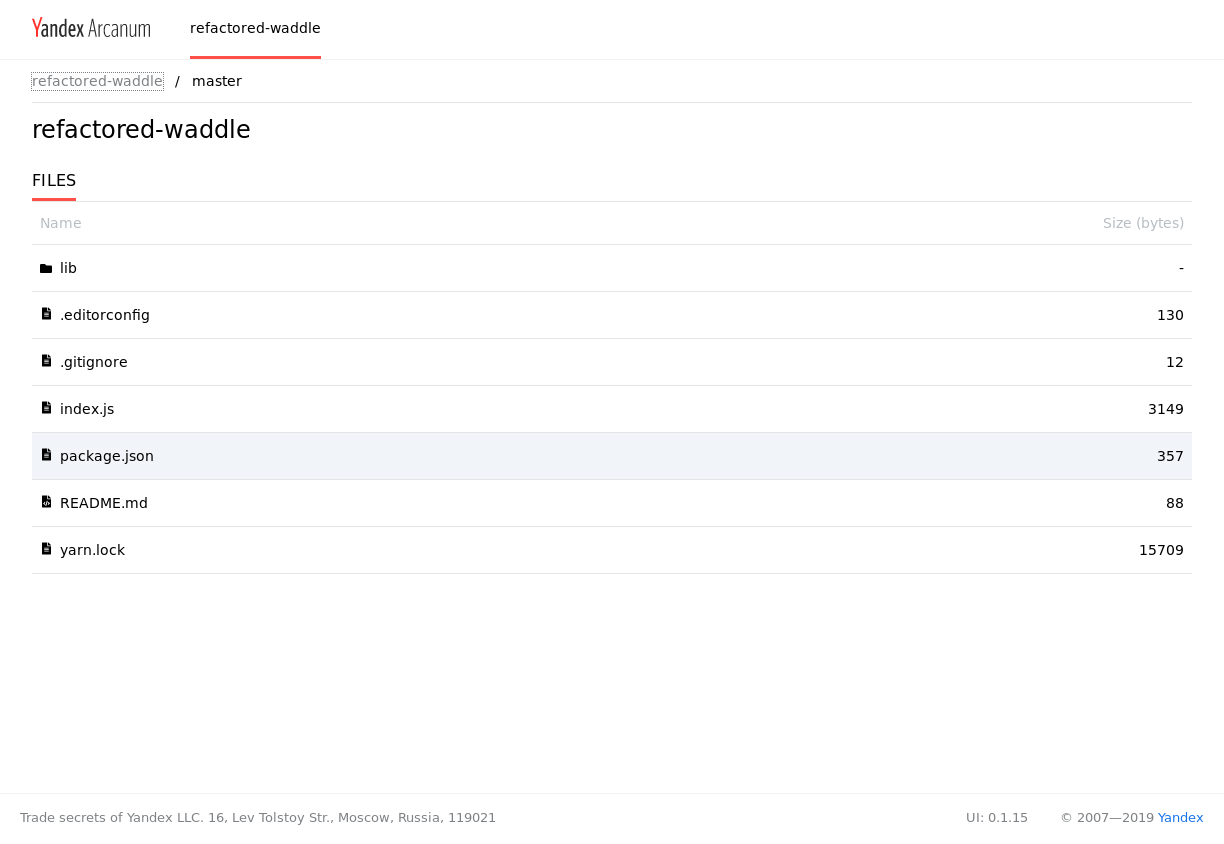 Yandex Arcanum refactored-waddle
refactored-waddle / master
refactored-waddle
FILES
Name Size (bytes)
lib -
.editorconfig 130
.gitignore 12
index.js 3149
package.json 357
README.md 88
yarn.lock 15709
Trade secrets of Yandex LLC. 16, Lev Tolstoy Str., Moscow, Russia, 119021 UI: 0.1.15 © 2007—2019 Yandex